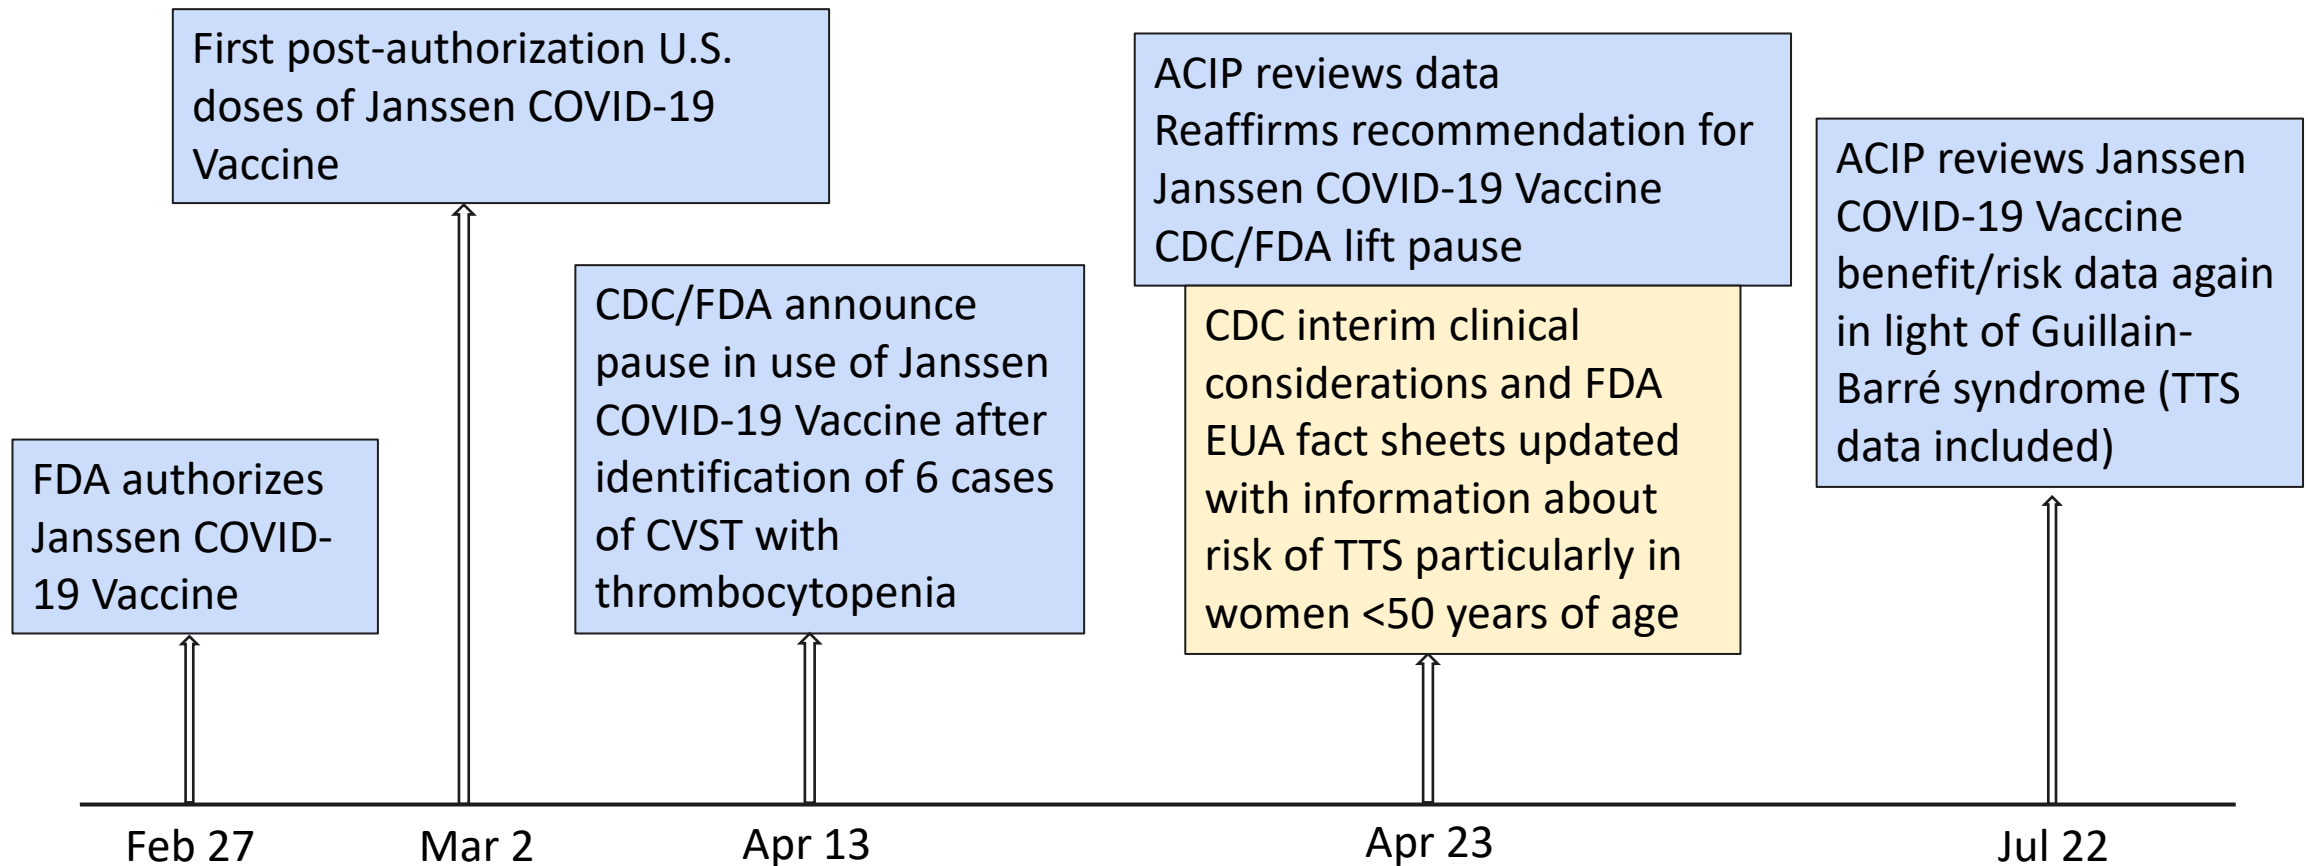 First post-authorization U.S.
doses of Janssen COVID-19
Vaccine
ACIP reviews data
Reaffirms recommendation for
Janssen COVID-19 Vaccine
CDC/FDA lift pause
ACIP reviews Janssen
COVID-19 Vaccine
benefit/risk data again
in light of Guillain-
Barré syndrome (TTS
data included)
CDC/FDA announce
pause in use of Janssen
COVID-19 Vaccine after
identification of 6 cases
of CVST with
thrombocytopenia
CDC interim clinical
considerations and FDA
EUA fact sheets updated
with information about
risk of TTS particularly in
women <50 years of age
FDA authorizes
Janssen COVID-
19 Vaccine
Feb 27
Mar 2
Apr 13
Apr 23
Jul 22